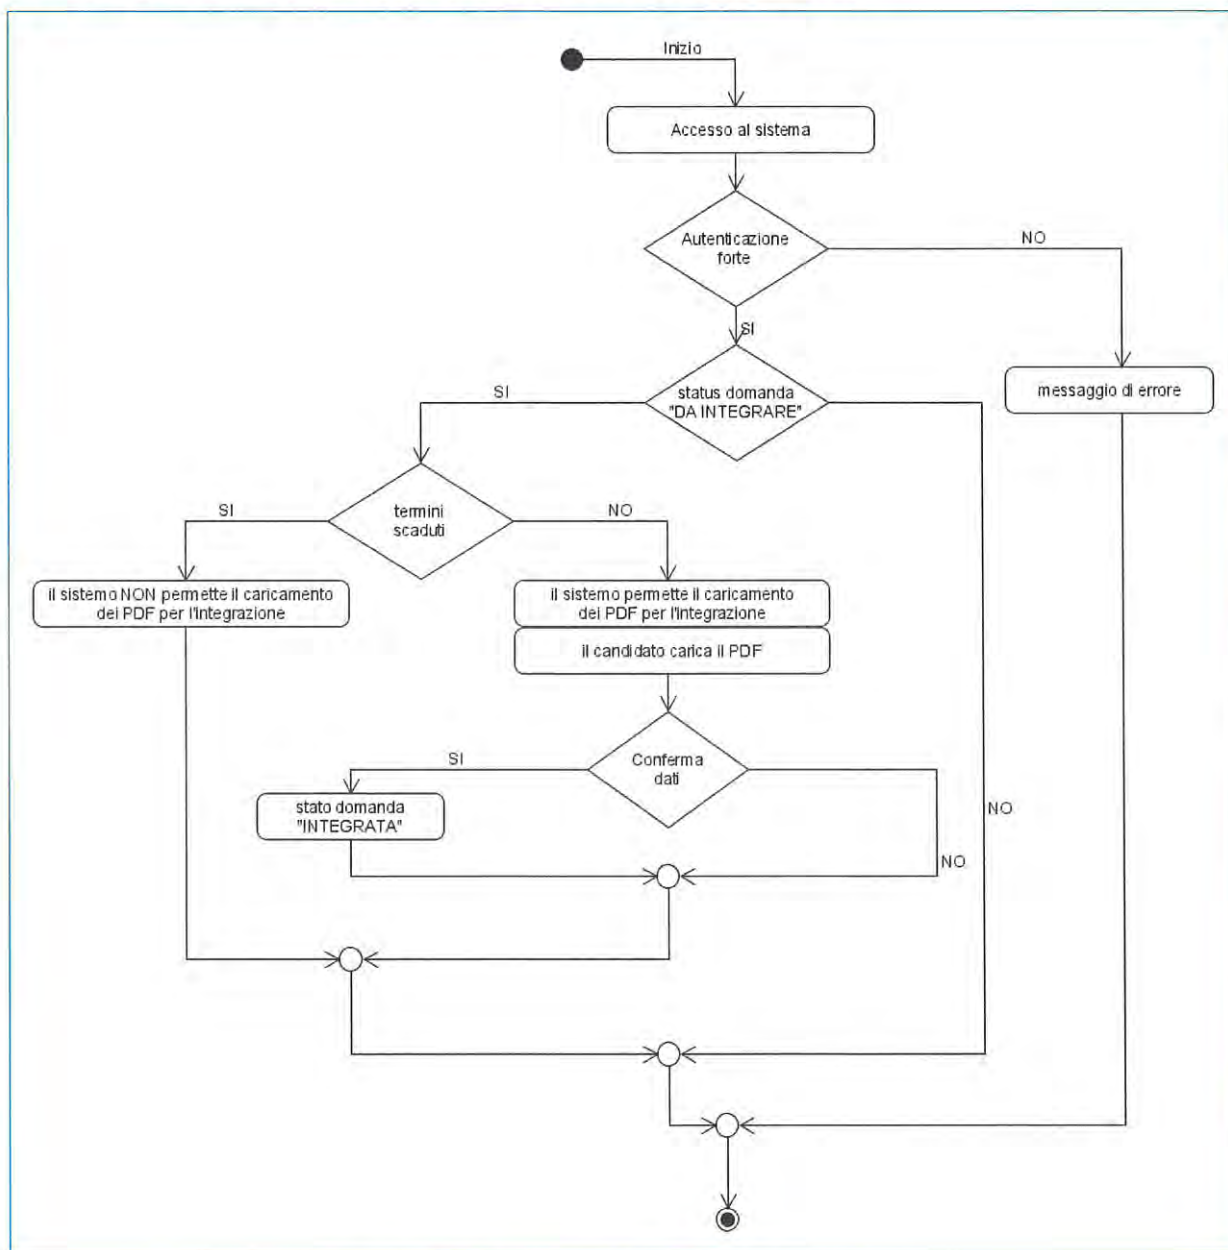 Inizio
Accesso al sistema
Autenticazione
forte
NO
SI
status domanda
"DA INTEGRARE"
SI
messaggio di errore
termini
scaduti
SI
NO
il sistemo NON permette il caricamento
dei PDF per l'integrazione
il sistemo permette il caricamento
dei PDF per l'integrazione
il candidato carica il PDF
Conferma
dati
SI
stato domanda
"INTEGRATA"
NO
NO